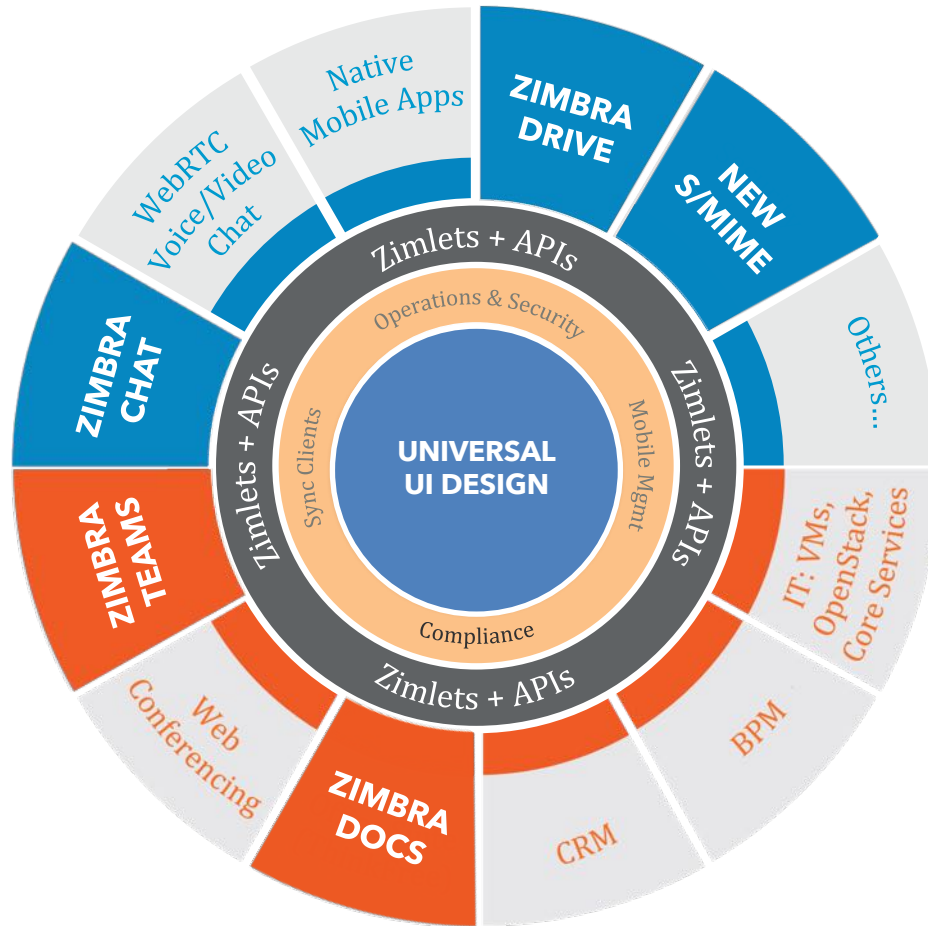 Native
Mobile Apps
ZIMBRA
DRIVE
NEW
S/MIME
Others...
IT: VMs,
OpenStack,
Core Services
BPM
CRM
ZIMBRA
DOCS
Web
Conferencing
ZIMBRA
TEAMS
ZIMBRA
CHAT
WebRTC
Voice/Video
Chat
Zimlets + APIs
Zimlets + APIs
Zimlets + APIs
Zimlets + APIs
Operations & Security
Mobile Mgmt
Compliance
Sync Clients
UNIVERSAL
UI DESIGN